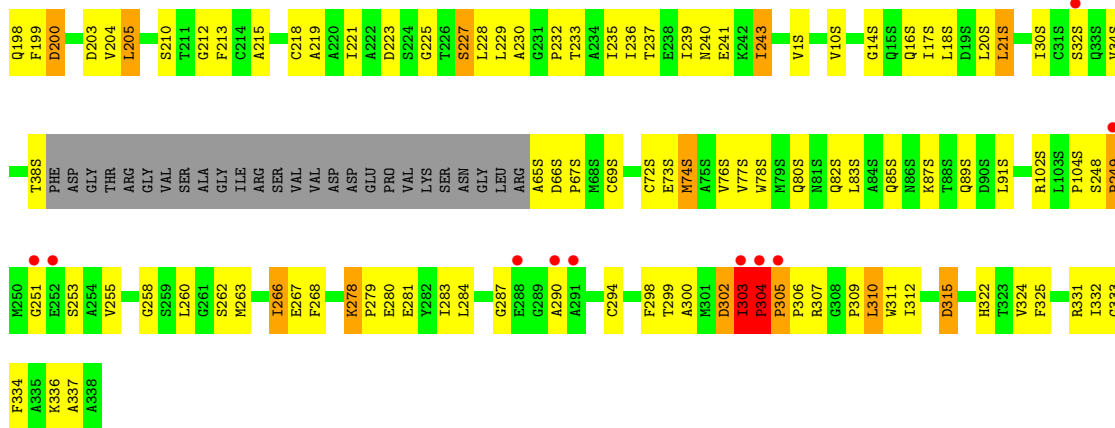 Q198 F199 D200 D203 V204 L205 S210 T211 G212 F213 C214 A215 C218 A219 A220 I221 A222 D223 S224 G225 T226 S227 L228 L229 A230 G231 P232 T233 A234 I235 I236 T237 E238 I239 N240 E241 K242 I243 V1S V10S G14S Q15S Q16S I17S L18S D19S L20S L21S I30S C31S S32S Q33S
T38S PHE ASP GLY THR ARG GLY VAL SER ALA GLY ILE ARG SER VAL VAL ASP ASP GLU PRO VAL LYS SER ASN GLY LEU ARG A65S D66S P67S M68S C69S C72S E73S M74S A75S V76S V77S W78S M79S Q80S N81S Q82S L83S A84S Q85S N86S K87S T88S Q89S D90S L91S R102S L103S P104S S248
M250 G251 E252 S253 A254 V255 G258 S259 L260 G261 S262 M263 I266 E267 F268 K278 P279 E280 E281 Y282 I283 L284 G287 E288 G289 A290 A291 C294 F298 T299 A300 M301 D302 I303 P304 P305 P306 R307 G308 P309 L310 W311 I312 D315 H322 T323 V324 F325 R331 I332
F334 A335 K336 A337 A338